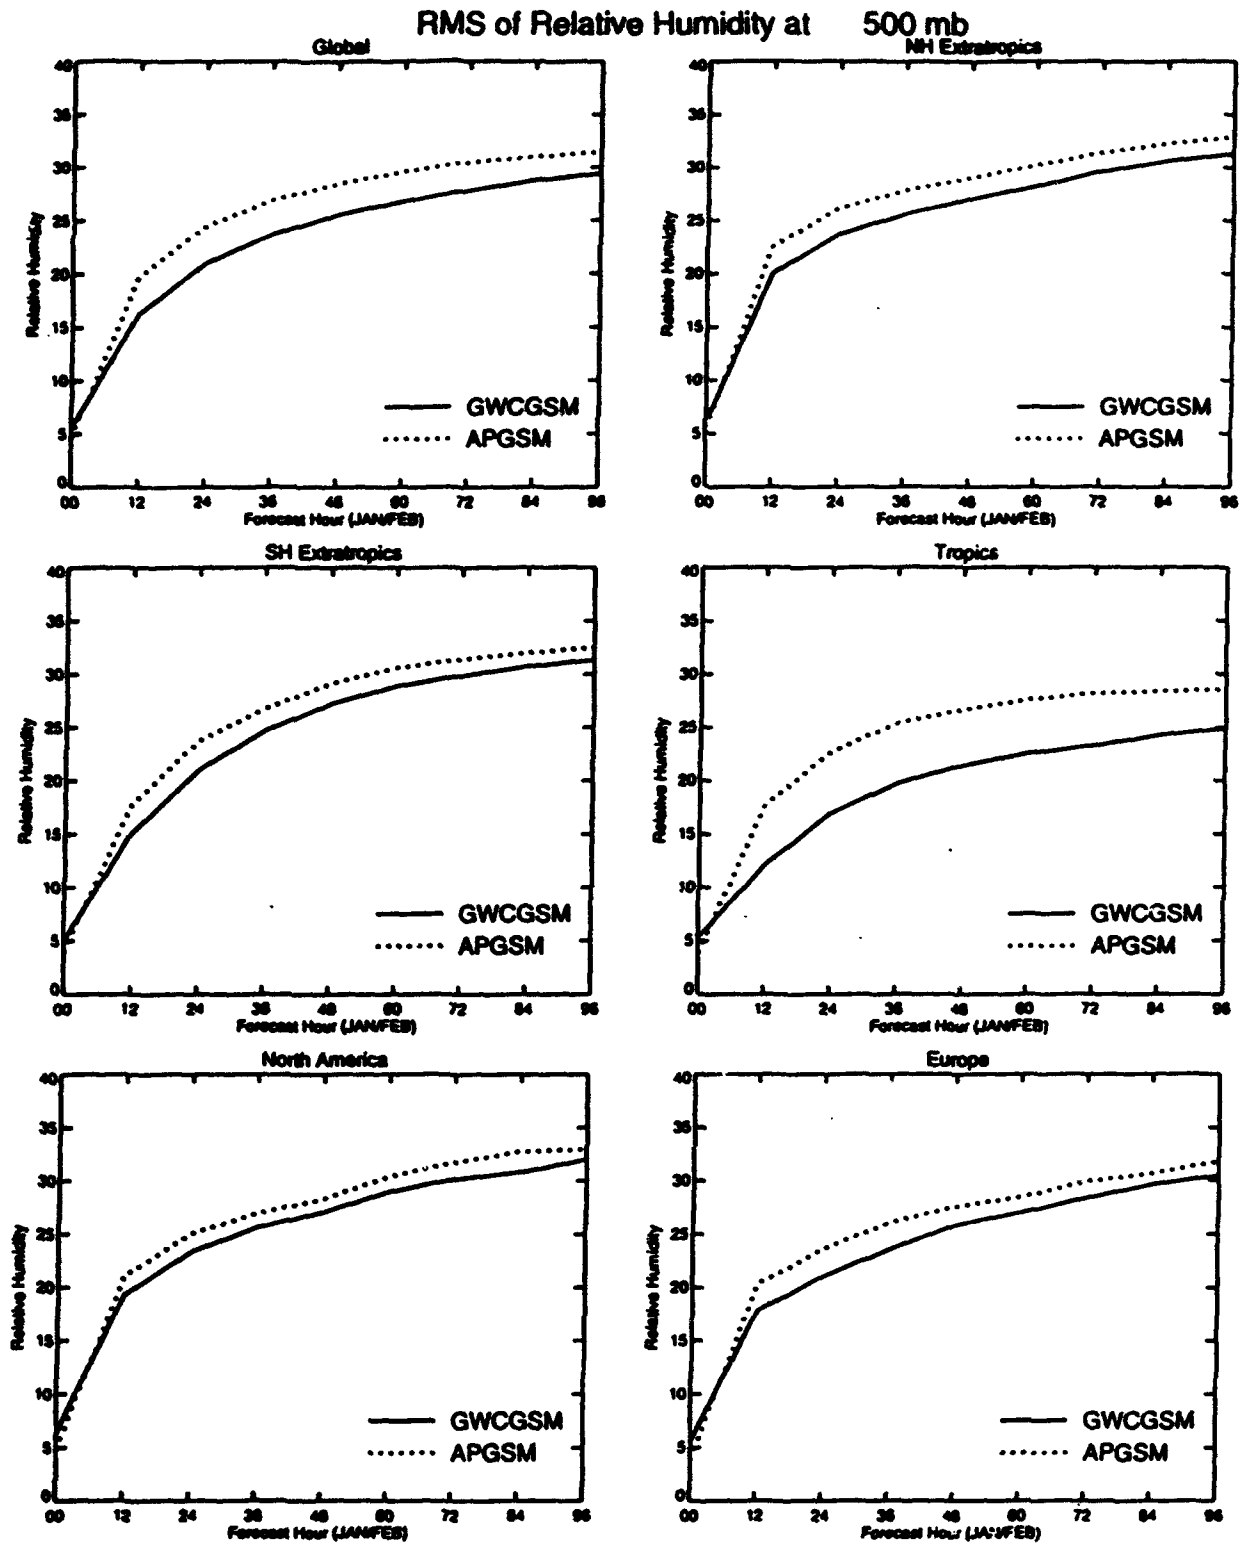 RMS of Relative Humidity at 500 mb
Global
40
35
30
25
20
15
10
5
0
Relative Humidity
GWCGSM
APGSM
00 12 24 36 48 60 72 84 96
Forecast Hour (JAN/FEB)
NH Extratropics
40
35
30
25
20
15
10
5
0
Relative Humidity
GWCGSM
APGSM
00 12 24 36 48 60 72 84 96
Forecast Hour (JAN/FEB)
SH Extratropics
40
35
30
25
20
15
10
5
0
Relative Humidity
GWCGSM
APGSM
00 12 24 36 48 60 72 84 96
Forecast Hour (JAN/FEB)
Tropics
40
35
30
25
20
15
10
5
0
Relative Humidity
GWCGSM
APGSM
00 12 24 36 48 60 72 84 96
Forecast Hour (JAN/FEB)
North America
40
35
30
25
20
15
10
5
0
Relative Humidity
GWCGSM
APGSM
00 12 24 36 48 60 72 84 96
Forecast Hour (JAN/FEB)
Europe
40
35
30
25
20
15
10
5
0
Relative Humidity
GWCGSM
APGSM
00 12 24 36 48 60 72 84 96
Forecast Hour (JAN/FEB)